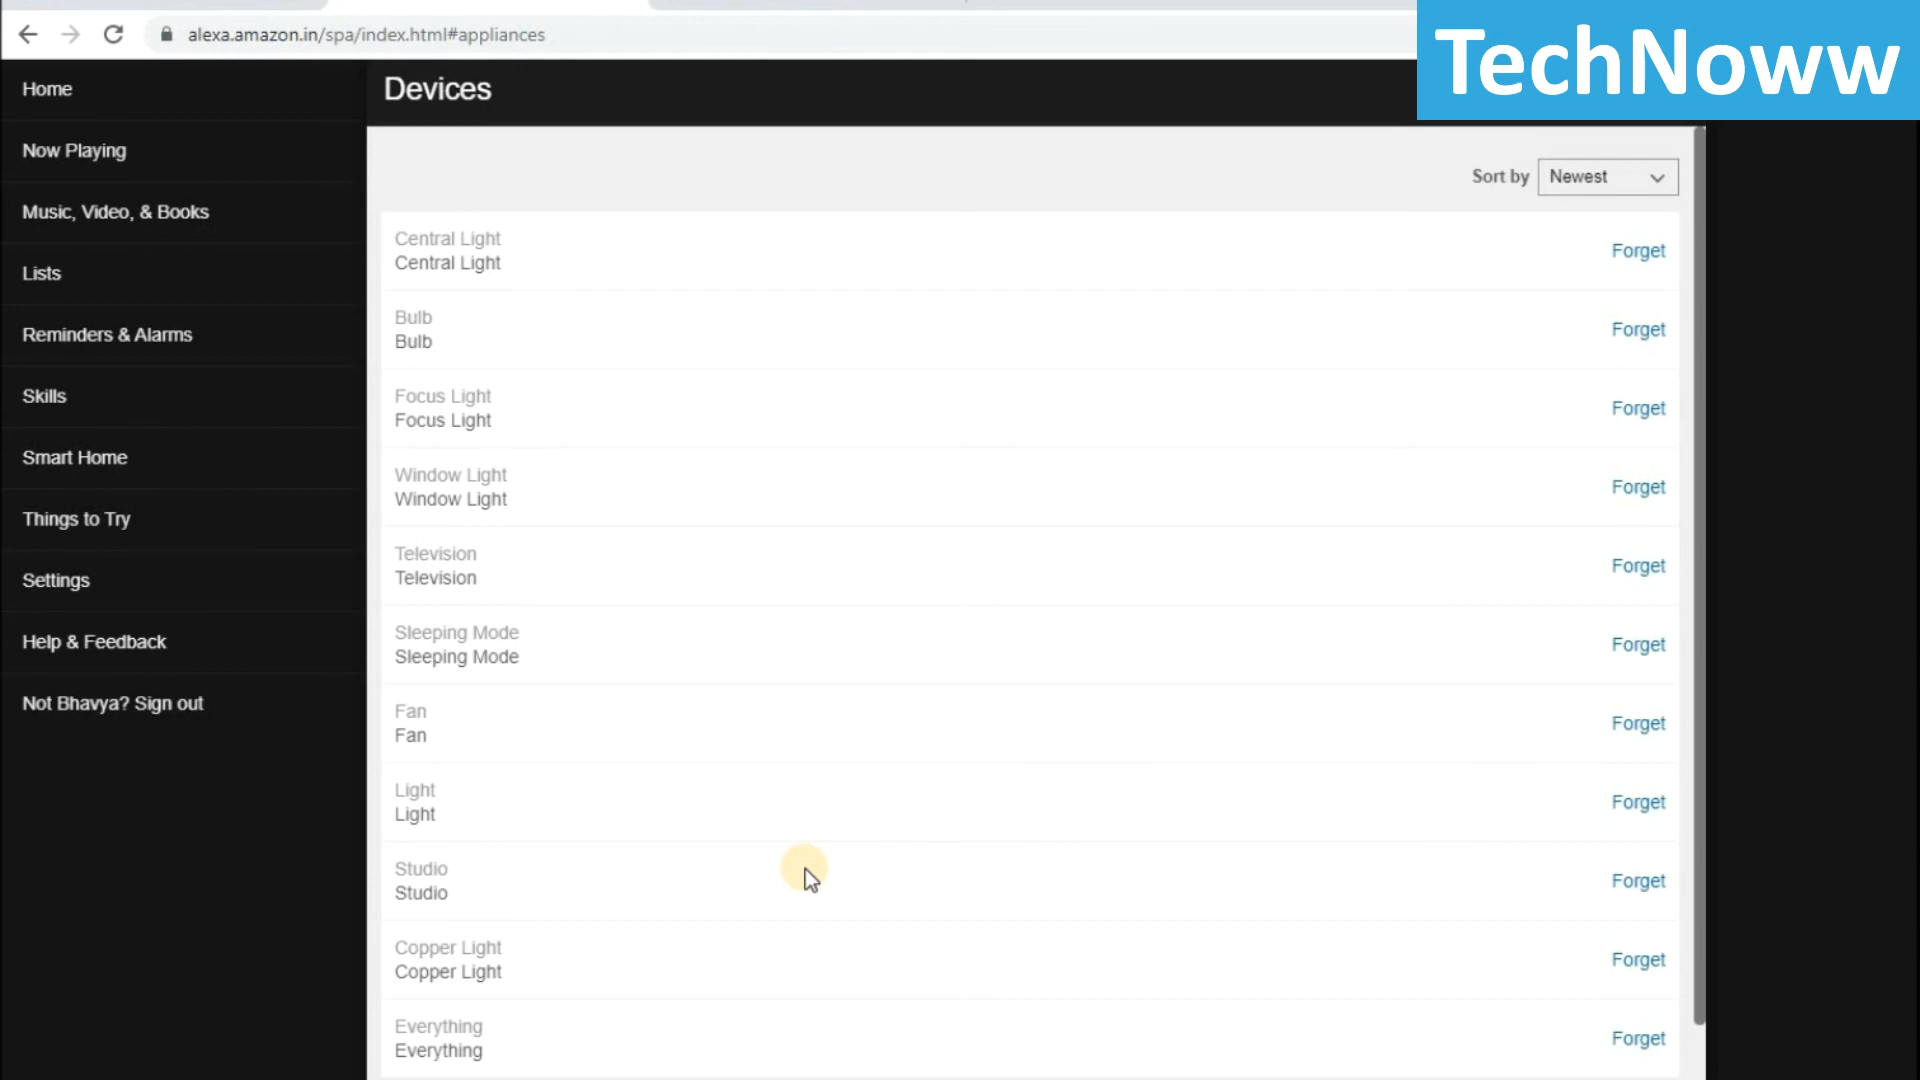 alexa.amazon.in/spa/index.html#appliances
TechNoww
Home
Now Playing
Music, Video, & Books
Lists
Reminders & Alarms
Skills
Smart Home
Things to Try
Settings
Help & Feedback
Not Bhavya? Sign out
Devices
Sort by Newest
Central Light
Central Light
Forget
Bulb
Bulb
Forget
Focus Light
Focus Light
Forget
Window Light
Window Light
Forget
Television
Television
Forget
Sleeping Mode
Sleeping Mode
Forget
Fan
Fan
Forget
Light
Light
Forget
Studio
Studio
Forget
Copper Light
Copper Light
Forget
Everything
Everything
Forget